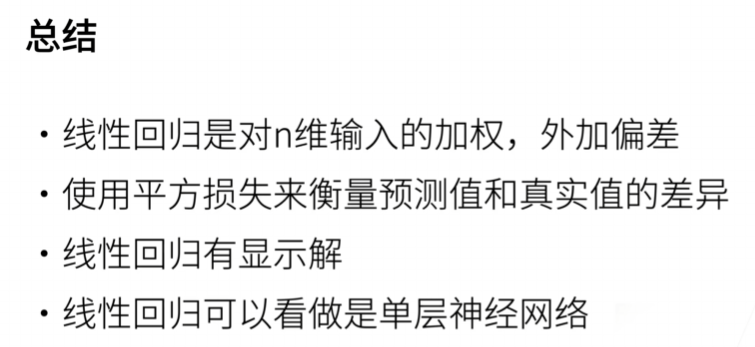 总结
•线性回归是对n维输入的加权，外加偏差
•使用平方损失来衡量预测值和真实值的差异
•线性回归有显示解
•线性回归可以看做是单层神经网络